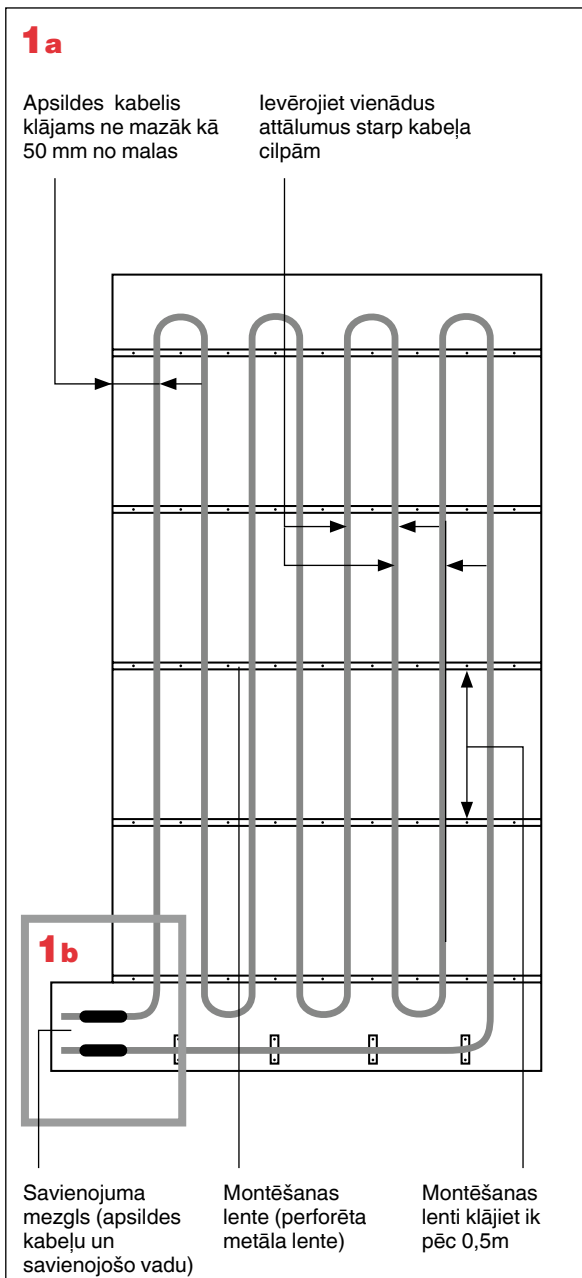 1a
Apsildes kabelis
klājams ne mazāk kā
50 mm no malas
Ievērojiet vienādus
attālumus starp kabeļa
cilpām
1b
Savienojuma
mezgls (apsildes
kabeļu un
savienojošo vadu)
Montēšanas
lente (perforēta
metāla lente)
Montēšanas
lenti klājiet ik
pēc 0,5m